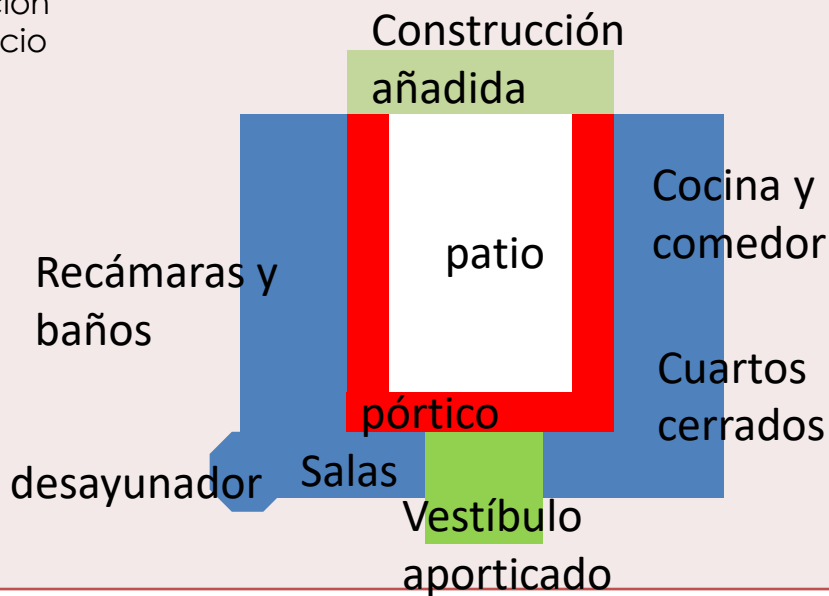 Construcción
añadida
Cocina y
comedor
patio
Recámaras y
baños
Cuartos
cerrados
pórtico
Salas
desayunador
Vestíbulo
aporticado